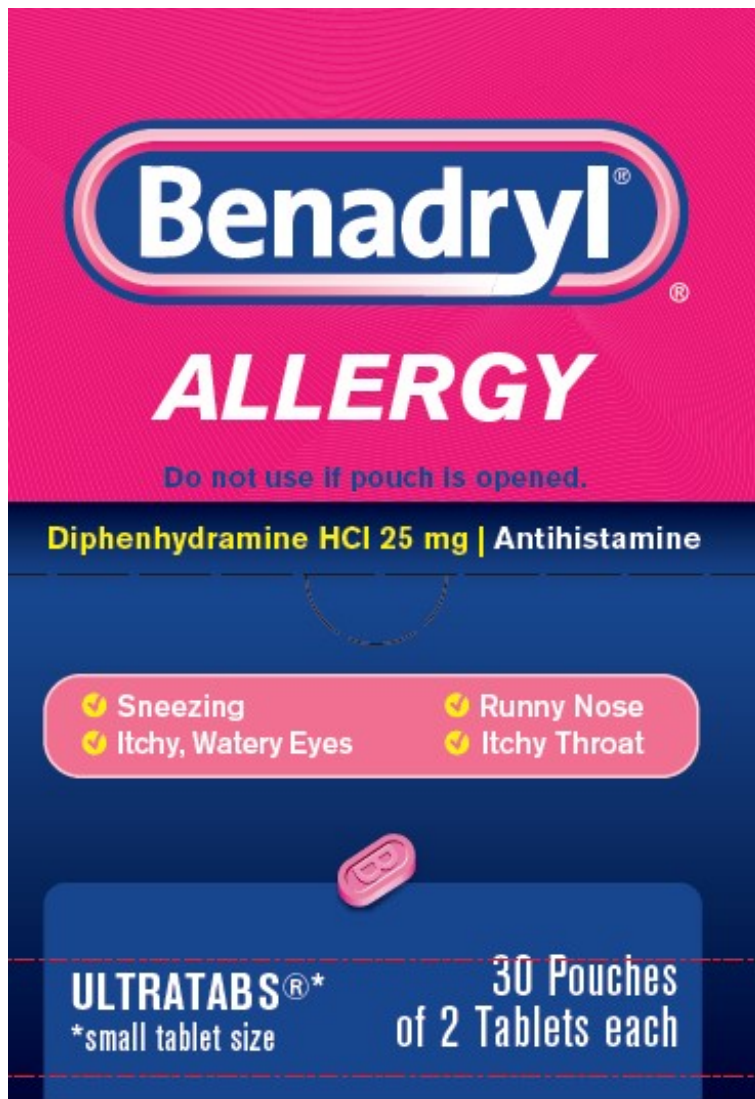 Benadryl®
®
ALLERGY
Do not use if pouch is opened.
Diphenhydramine HCl 25 mg | Antihistamine
Sneezing
Runny Nose
Itchy, Watery Eyes
Itchy Throat
B
ULTRATABS®*
*small tablet size
30 Pouches
of 2 Tablets each